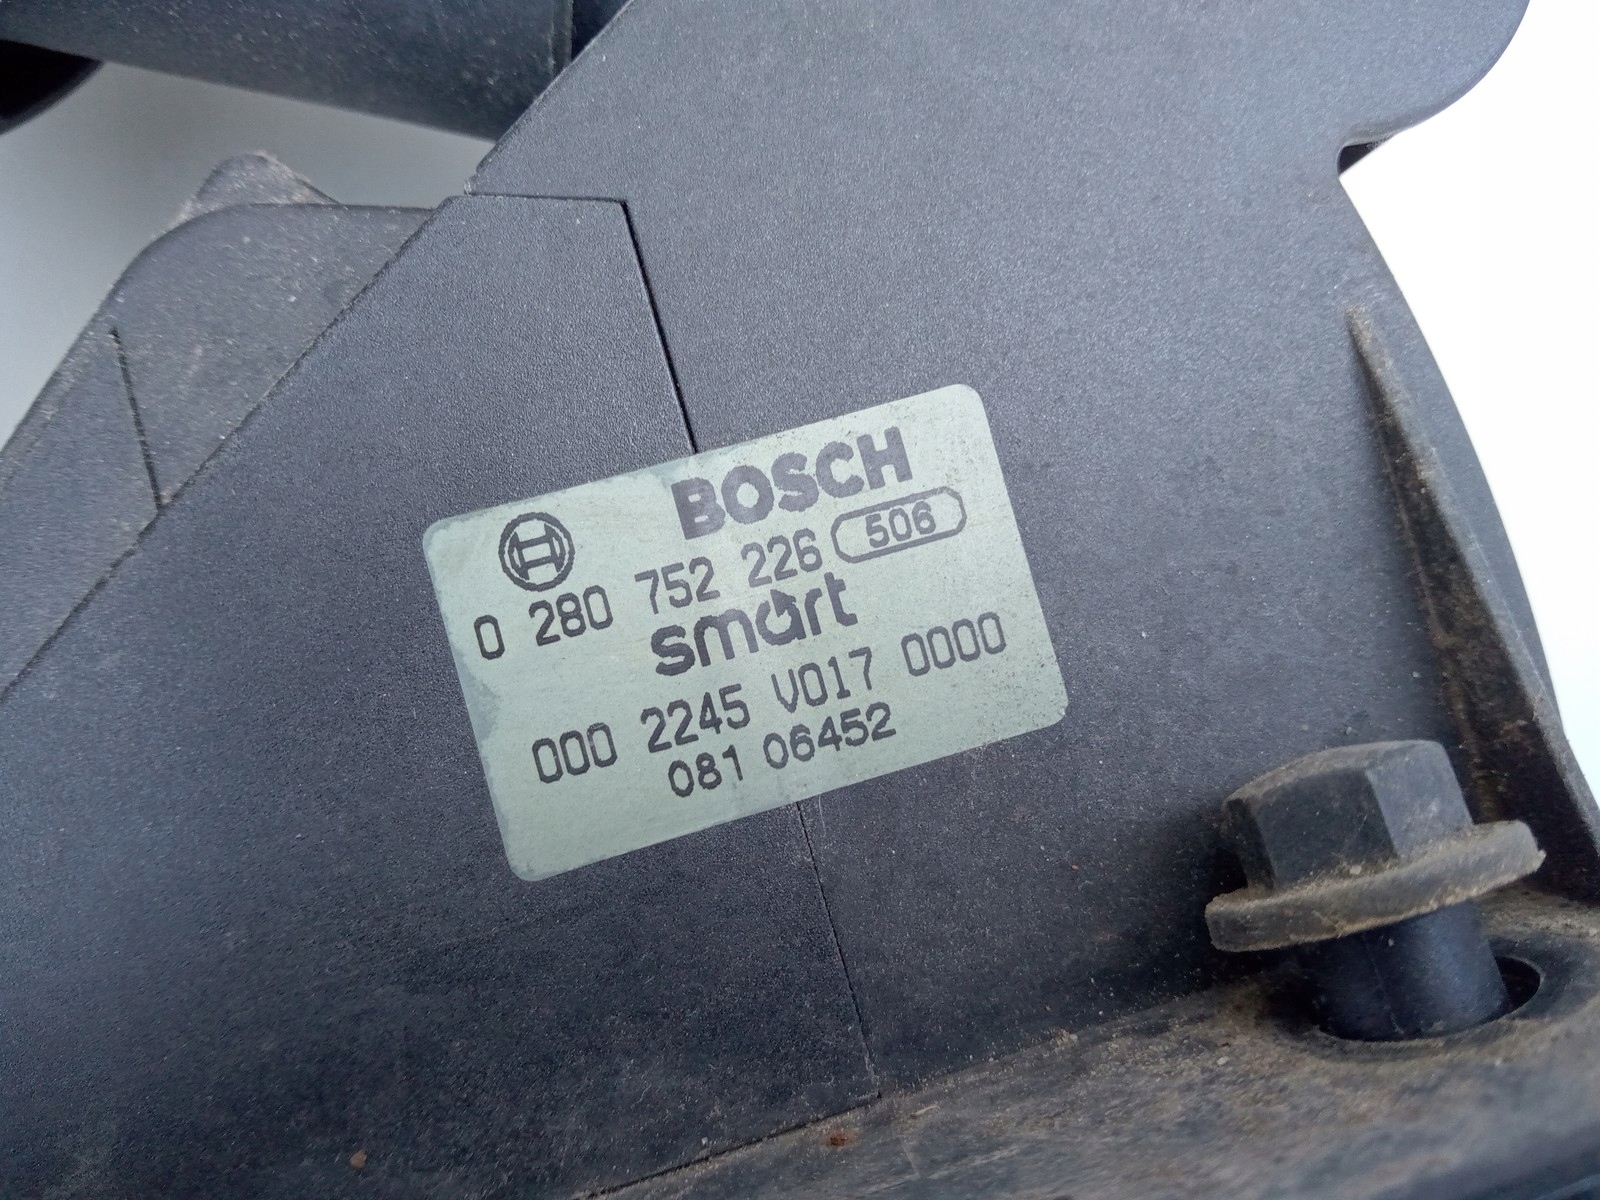 BOSCH
0 280 752 226 506
smart
000 2245 V017 0000
081 06452